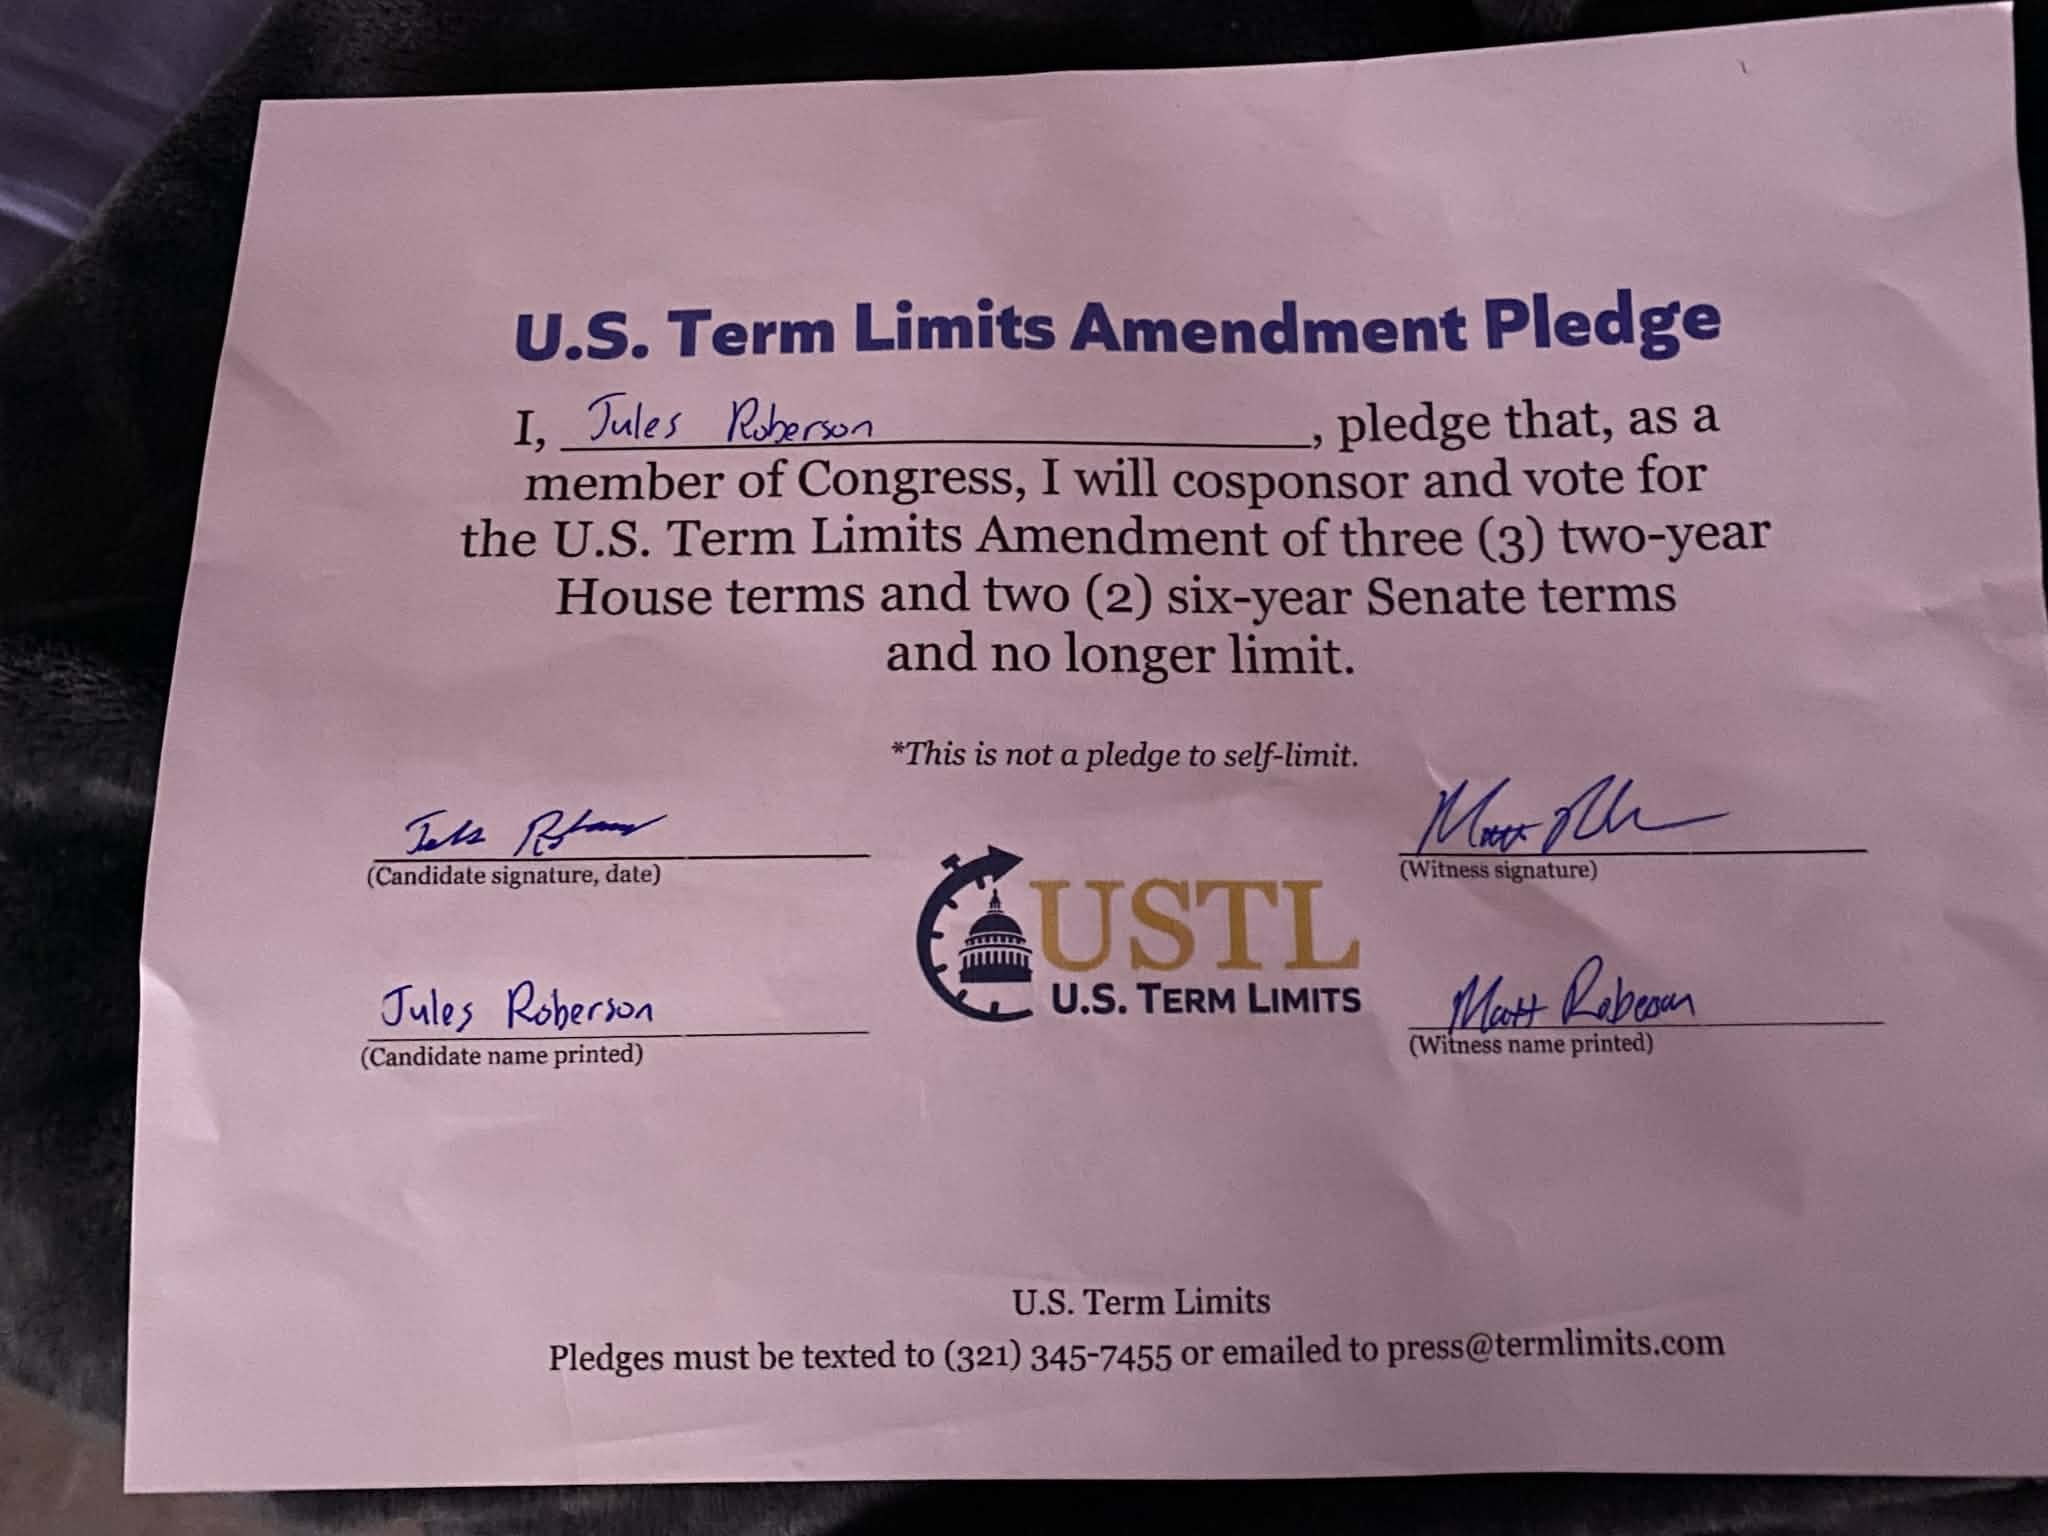 U.S. Term Limits Amendment Pledge
I, Jules Roberson, pledge that, as a
member of Congress, I will cosponsor and vote for
the U.S. Term Limits Amendment of three (3) two-year
House terms and two (2) six-year Senate terms
and no longer limit.
*This is not a pledge to self-limit.
Jules Roberson
(Candidate signature, date)
Matt
(Witness signature)
USTL
U.S. TERM LIMITS
Jules Roberson
(Candidate name printed)
Matt Roberson
(Witness name printed)
U.S. Term Limits
Pledges must be texted to (321) 345-7455 or emailed to press@termlimits.com